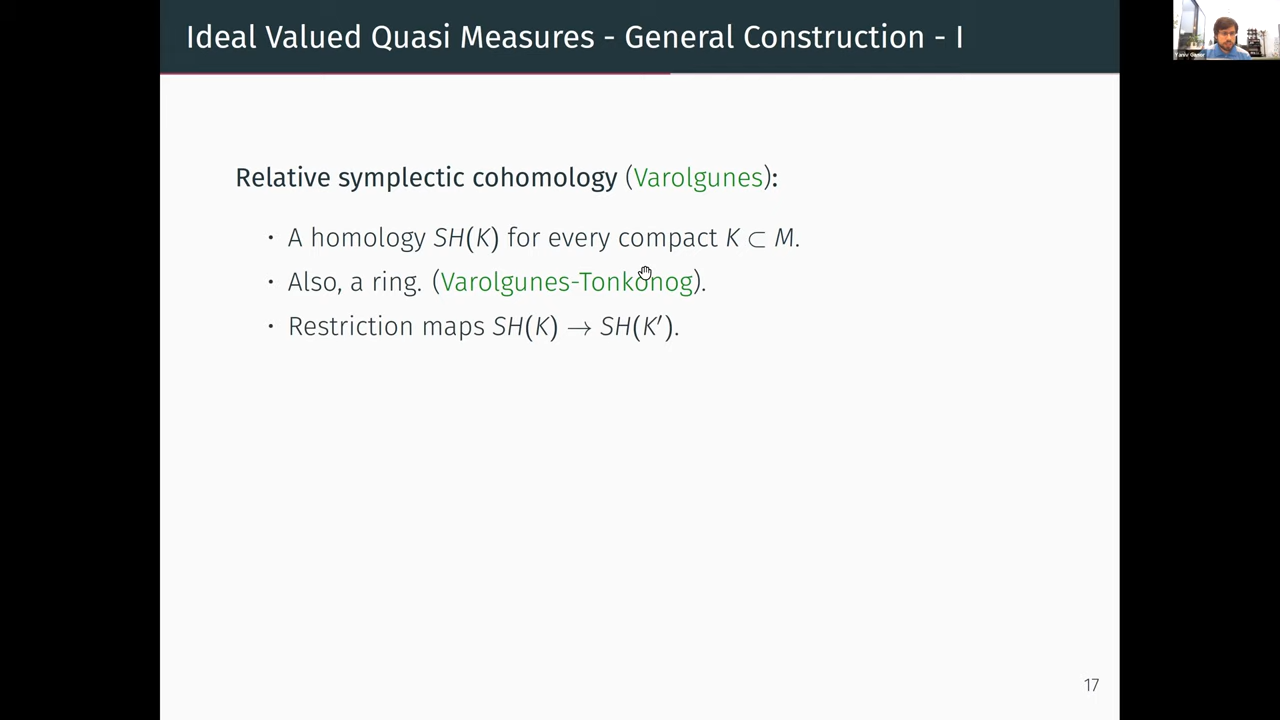 Ideal Valued Quasi Measures - General Construction - I
Relative symplectic cohomology (Varolgunes):
• A homology SH(K) for every compact K ⊂ M.
• Also, a ring. (Varolgunes-Tonkonog).
• Restriction maps SH(K) → SH(K′).
17